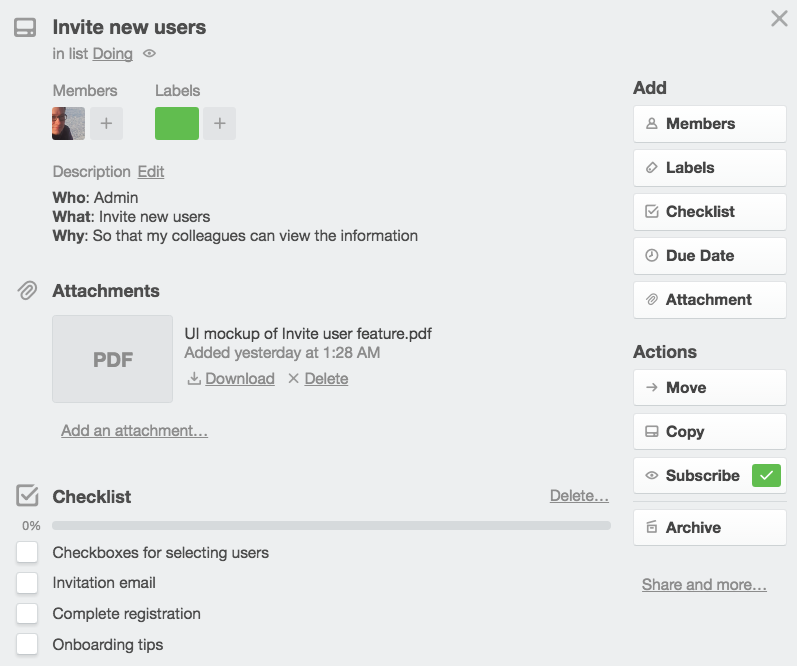 Invite new users
in list Doing
Members Labels
Description Edit
Who: Admin
What: Invite new users
Why: So that my colleagues can view the information
Attachments
PDF
UI mockup of Invite user feature.pdf
Added yesterday at 1:28 AM
Download Delete
Add an attachment…
Checklist Delete…
0%
Checkboxes for selecting users
Invitation email
Complete registration
Onboarding tips
Add
Members
Labels
Checklist
Due Date
Attachment
Actions
Move
Copy
Subscribe
Archive
Share and more…